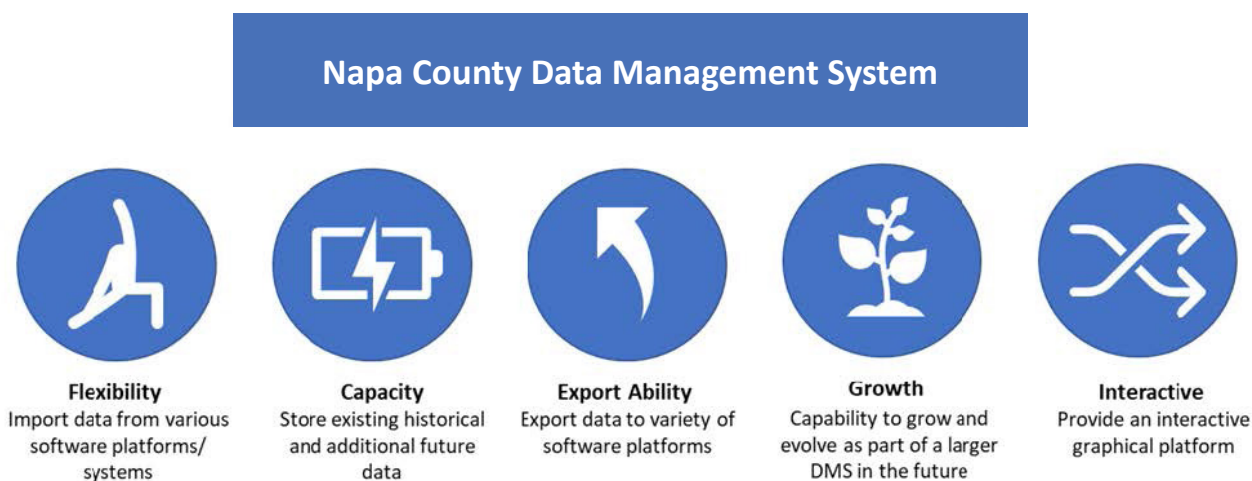 Napa County Data Management System
Flexibility
Import data from various
software platforms/
systems
Capacity
Store existing historical
and additional future
data
Export Ability
Export data to variety of
software platforms
Growth
Capability to grow and
evolve as part of a larger
DMS in the future
Interactive
Provide an interactive
graphical platform